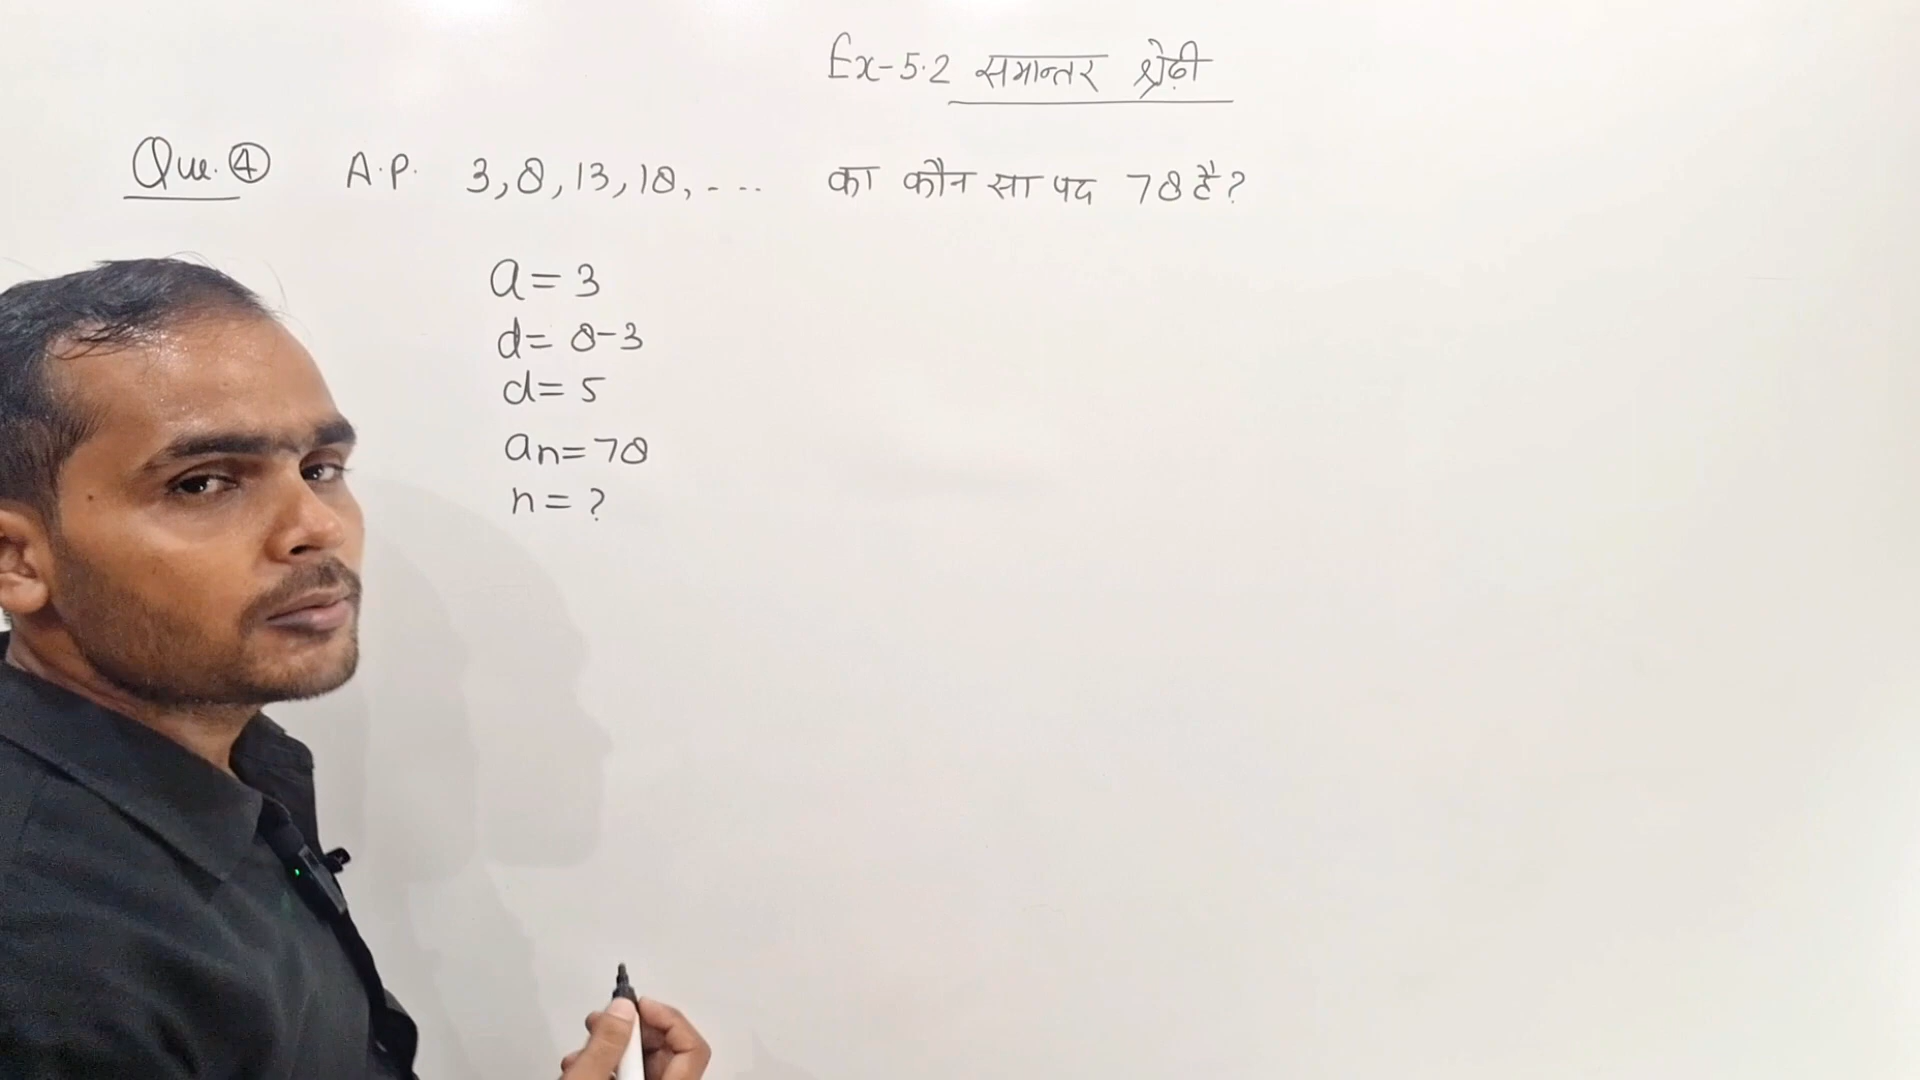 Ex-5.2 समान्तर श्रेढ़ी
Que. ④ A.P. 3, 8, 13, 18, - - - का कौन सा पद 78 है?
a = 3
d = 8-3
d = 5
an = 78
n = ?